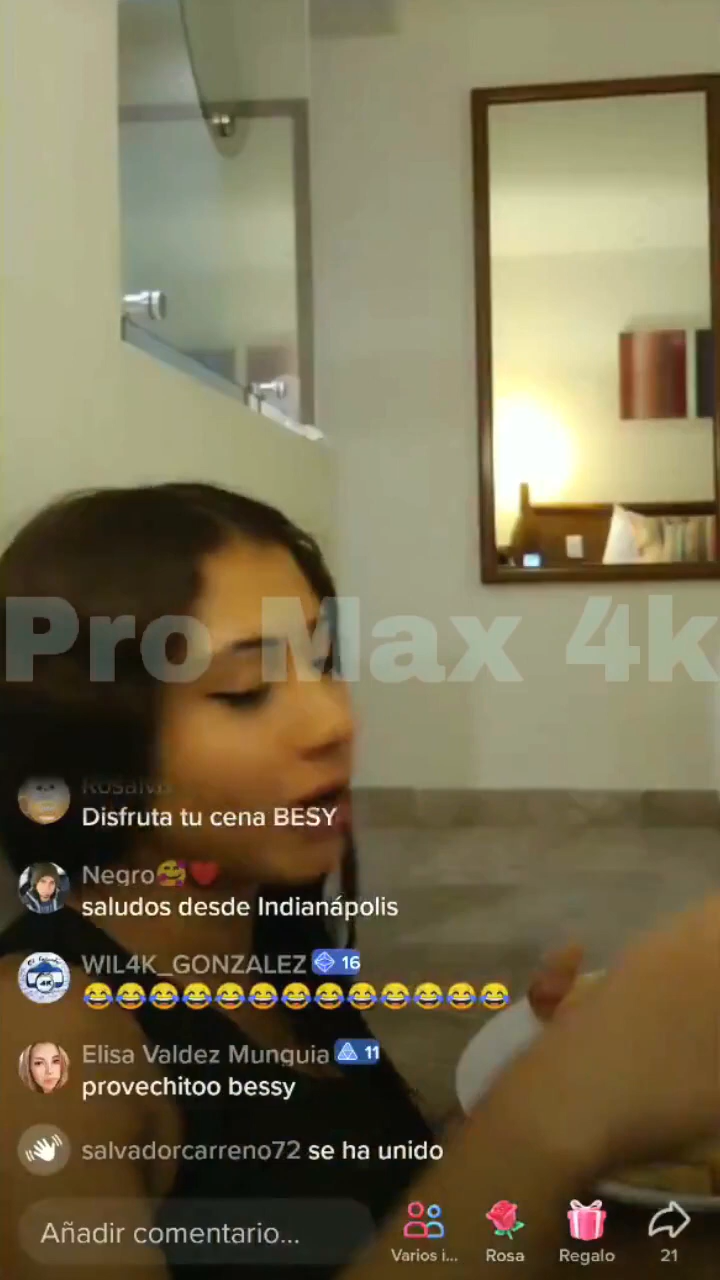 Pro Max 4k
Rosalva
Disfruta tu cena BESY
Negro🥰❤️
saludos desde Indianápolis
WIL4K_GONZALEZ 16
😂😂😂😂😂😂😂😂😂😂😂😂😂
Elisa Valdez Munguia 11
provechitoo bessy
salvadorcarreno72 se ha unido
Añadir comentario...
Varios i...
Rosa
Regalo
21